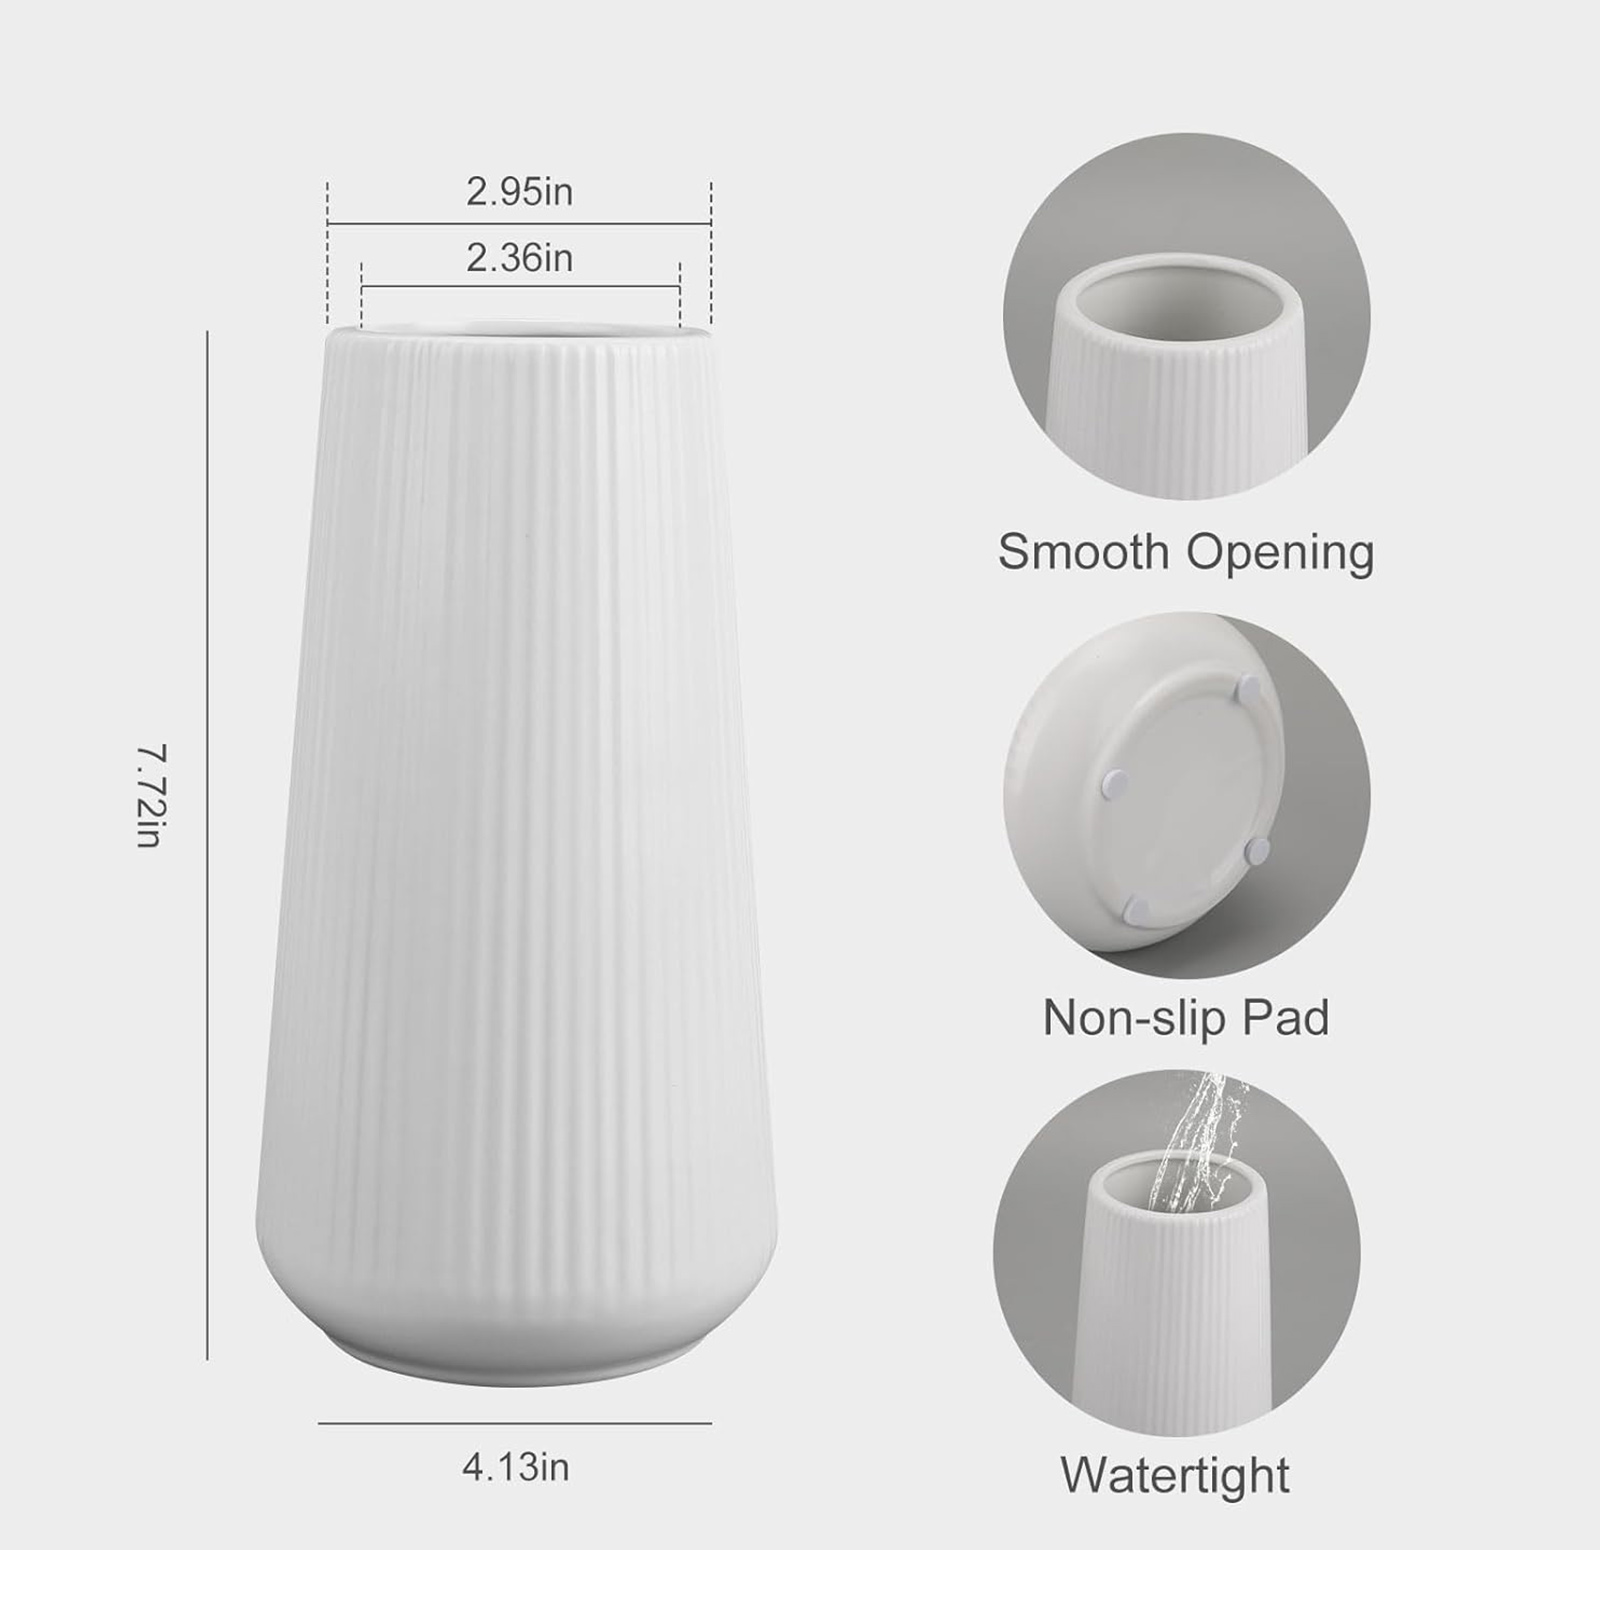 2.95in
2.36in
7.72in
4.13in
Smooth Opening
Non-slip Pad
Watertight